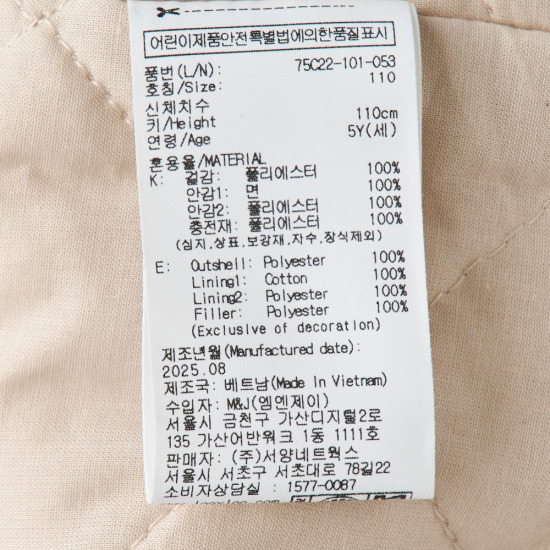 어린이제품안전특별법에의한품질표시
품번(L/N): 75C22-101-053
호칭/Size: 110
신체치수
키/Height 110cm
연령/Age 5Y(세)
혼용율/MATERIAL
K: 겉감: 폴리에스터 100%
안감1: 면 100%
안감2: 폴리에스터 100%
충전재: 폴리에스터 100%
(심지,상표,보강재,자수,장식제외)
E: Outshell: Polyester 100%
Lining1: Cotton 100%
Lining2: Polyester 100%
Filler: Polyester 100%
(Exclusive of decoration)
제조년월(Manufactured date):
2025.08
제조국: 베트남(Made In Vietnam)
수입자: M&J(엠엔제이)
서울시 금천구 가산디지털2로
135 가산어반워크 1동 1111호
판매자: (주)서양네트웍스
서울시 서초구 서초대로 78길22
소비자상담실 : 1577-0087